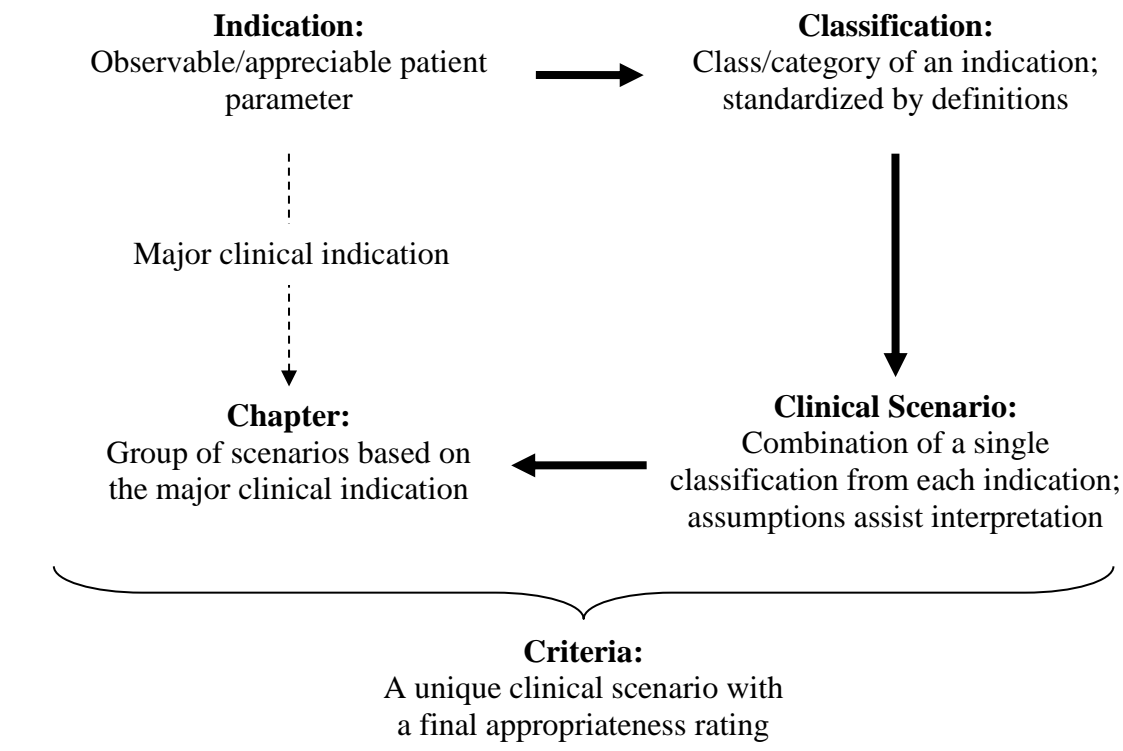 Indication:
Observable/appreciable patient
parameter
Classification:
Class/category of an indication;
standardized by definitions
Major clinical indication
Chapter:
Group of scenarios based on
the major clinical indication
Clinical Scenario:
Combination of a single
classification from each indication;
assumptions assist interpretation
Criteria:
A unique clinical scenario with
a final appropriateness rating